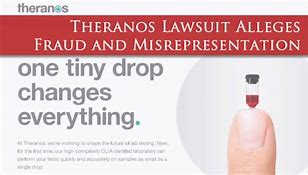 theranos
Theranos Lawsuit Alleges
Fraud and Misrepresentation
one tiny drop
changes
everything.
At Theranos, we're working to shape the future of lab testing. Now,
for the first time, our high-complexity CLIA-certified laboratory can
perform your tests quickly and accurately on samples as small as a
single drop.